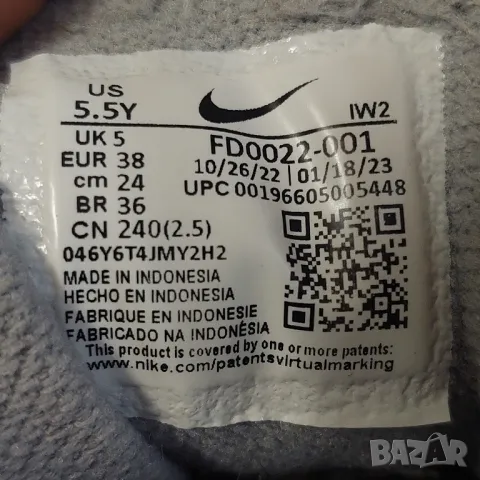 US
5.5Y
UK 5
EUR 38
cm 24
BR 36
CN 240(2.5)
046Y6T4JMY2H2
IW2
FD0022-001
10/26/22 | 01/18/23
UPC 00196605005448
MADE IN INDONESIA
HECHO EN INDONESIA
FABRIQUE EN INDONESIE
FABRICADO NA INDONÉSIA
This product is covered by one or more patents:
www.nike.com/patentsvirtualmarking
BAZAR